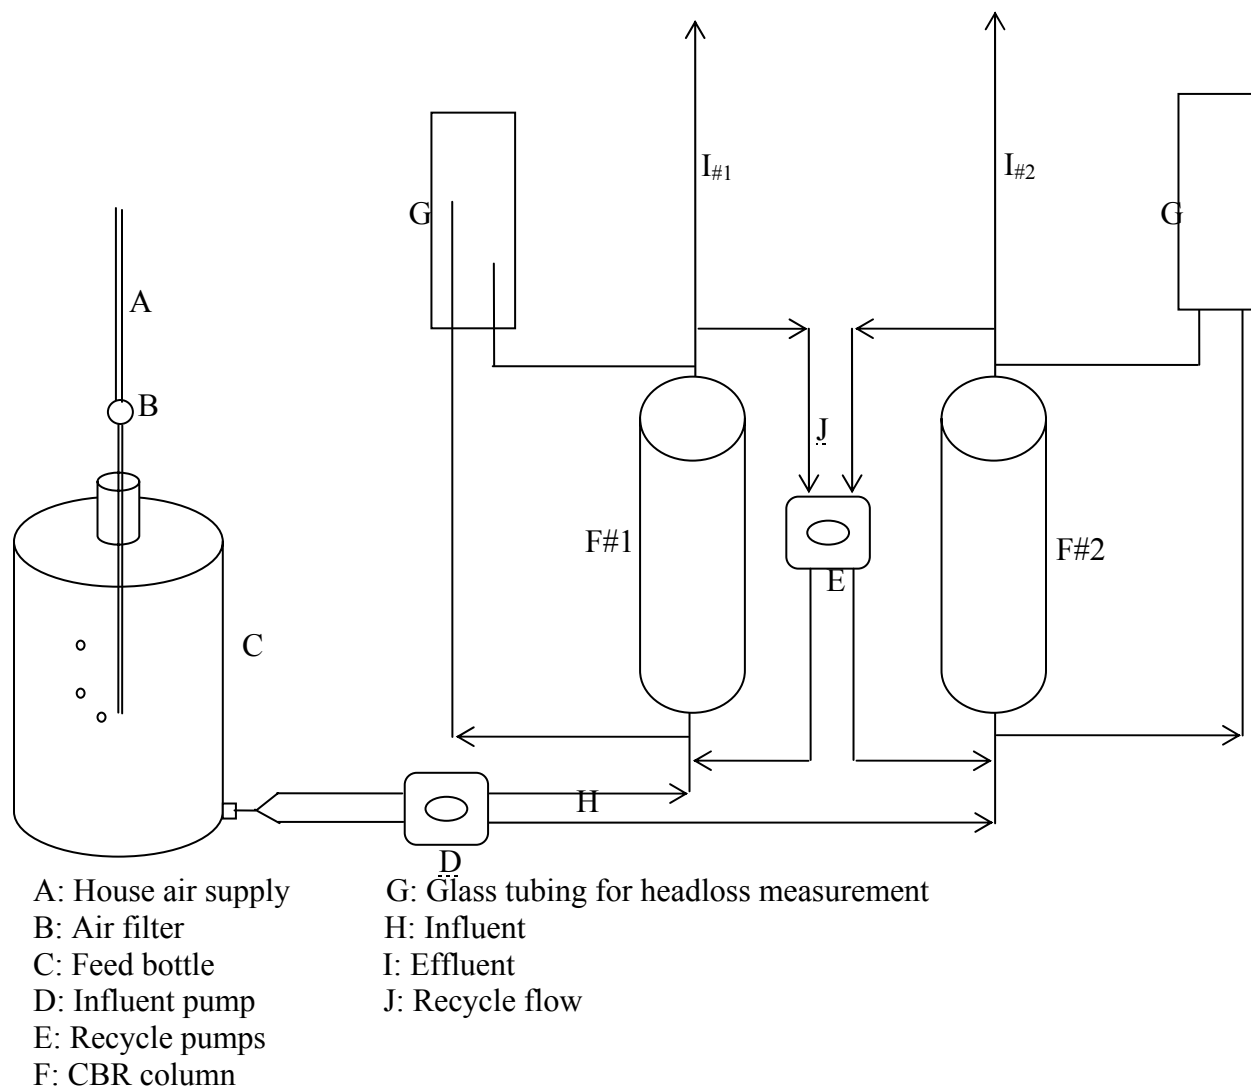 I#1
I#2
G
G
A
B
J
F#1
E
F#2
C
H
D
A: House air supply
B: Air filter
C: Feed bottle
D: Influent pump
E: Recycle pumps
F: CBR column
G: Glass tubing for headloss measurement
H: Influent
I: Effluent
J: Recycle flow